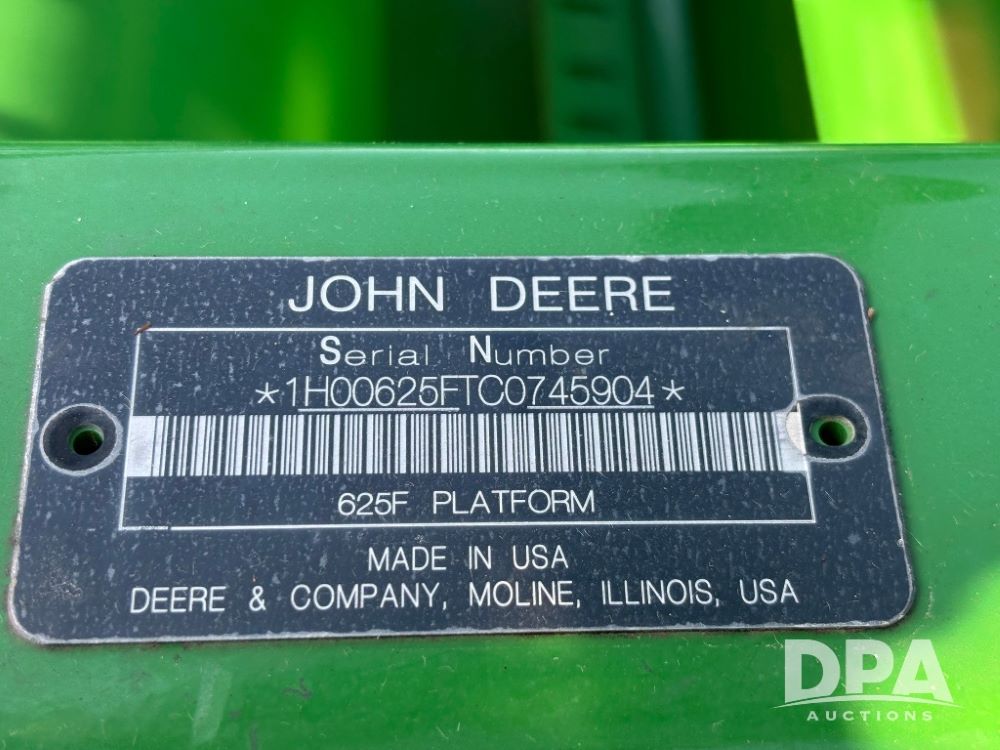 JOHN DEERE
Serial Number
*1H00625FTC0745904*
625F PLATFORM
MADE IN USA
DEERE & COMPANY, MOLINE, ILLINOIS, USA
DPA
AUCTIONS